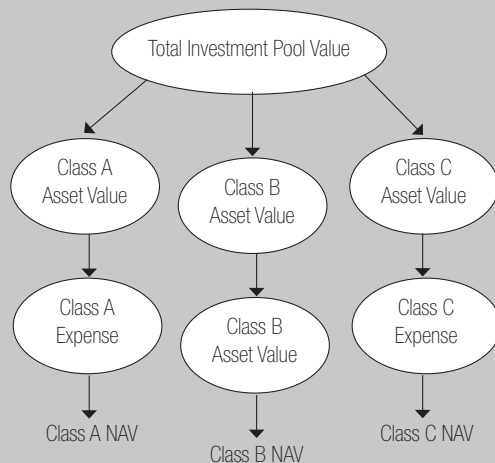 Total Investment Pool Value
Class A
Asset Value
Class B
Asset Value
Class C
Asset Value
Class A
Expense
Class B
Asset Value
Class C
Expense
Class A NAV
Class B NAV
Class C NAV